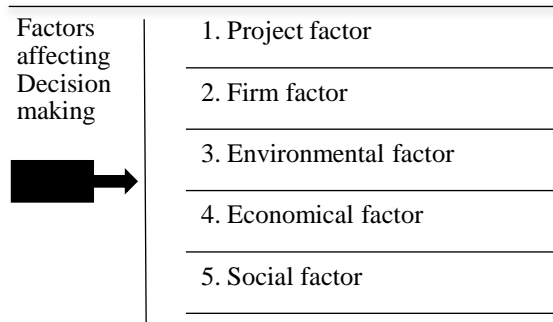 Factors
affecting
Decision
making
1. Project factor
2. Firm factor
3. Environmental factor
4. Economical factor
5. Social factor